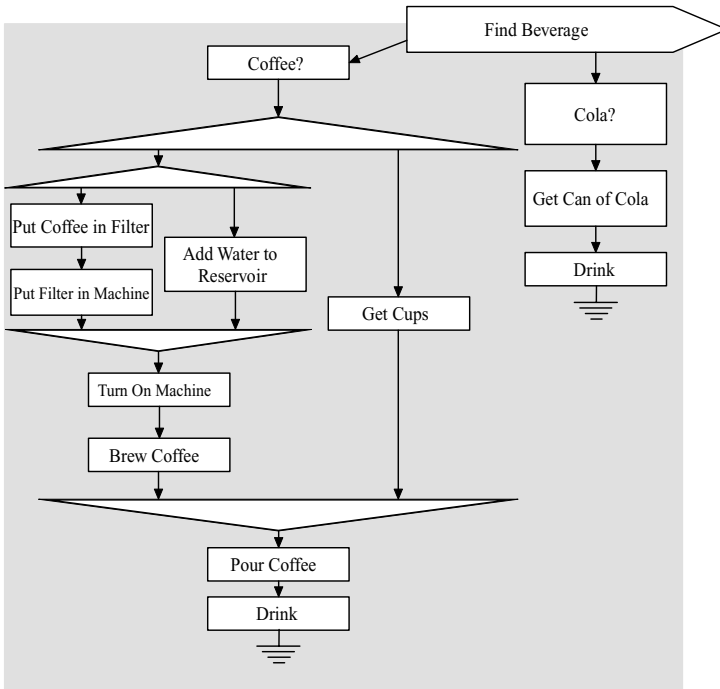 Find Beverage
Coffee?
Cola?
Get Can of Cola
Drink
Put Coffee in Filter
Add Water to
Reservoir
Put Filter in Machine
Get Cups
Turn On Machine
Brew Coffee
Pour Coffee
Drink